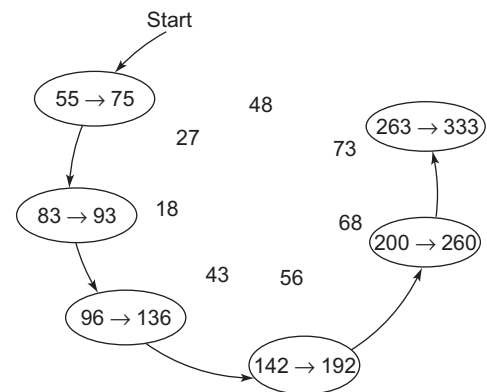 Start
55 → 75
48
263 → 333
27
73
83 → 93
18
68
200 → 260
43
56
96 → 136
142 → 192